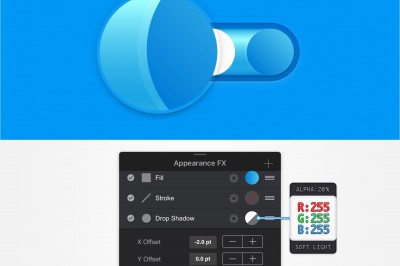 Appearance FX
Fill
Stroke
Drop Shadow
X Offset -2.0 pt
Y Offset 0.0 pt
ALPHA:20%
R:255
G:255
B:255
SOFT LIGHT